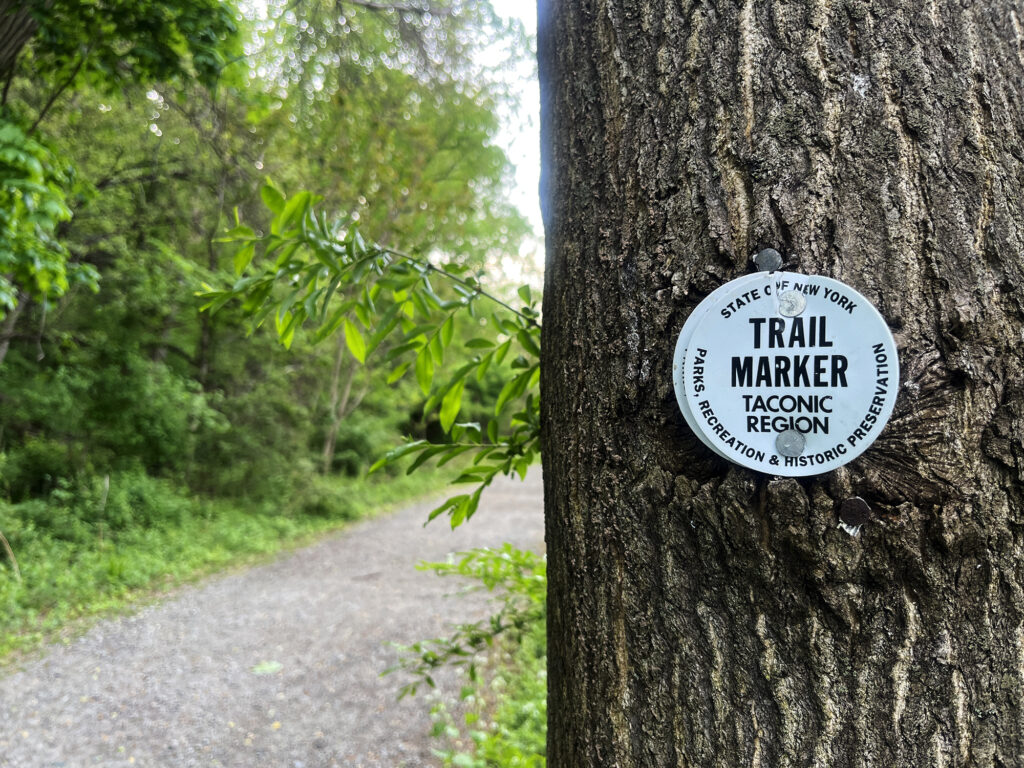 STATE OF NEW YORK
TRAIL
MARKER
TACONIC
REGION
PARKS, RECREATION & HISTORIC PRESERVATION